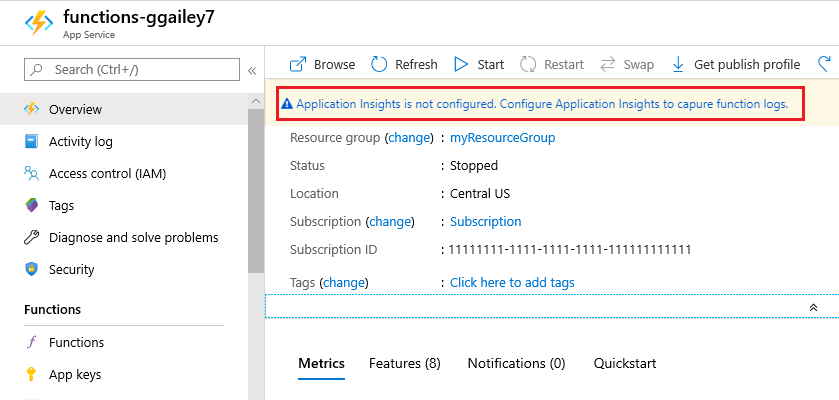 functions-ggailey7
App Service
Search (Ctrl+/)
«
Overview
Activity log
Access control (IAM)
Tags
Diagnose and solve problems
Security
Functions
Functions
App keys
Browse Refresh Start Restart Swap Get publish profile
Application Insights is not configured. Configure Application Insights to capure function logs.
Resource group (change) : myResourceGroup
Status : Stopped
Location : Central US
Subscription (change) : Subscription
Subscription ID : 11111111-1111-1111-1111-111111111111
Tags (change) : Click here to add tags
Metrics Features (8) Notifications (0) Quickstart